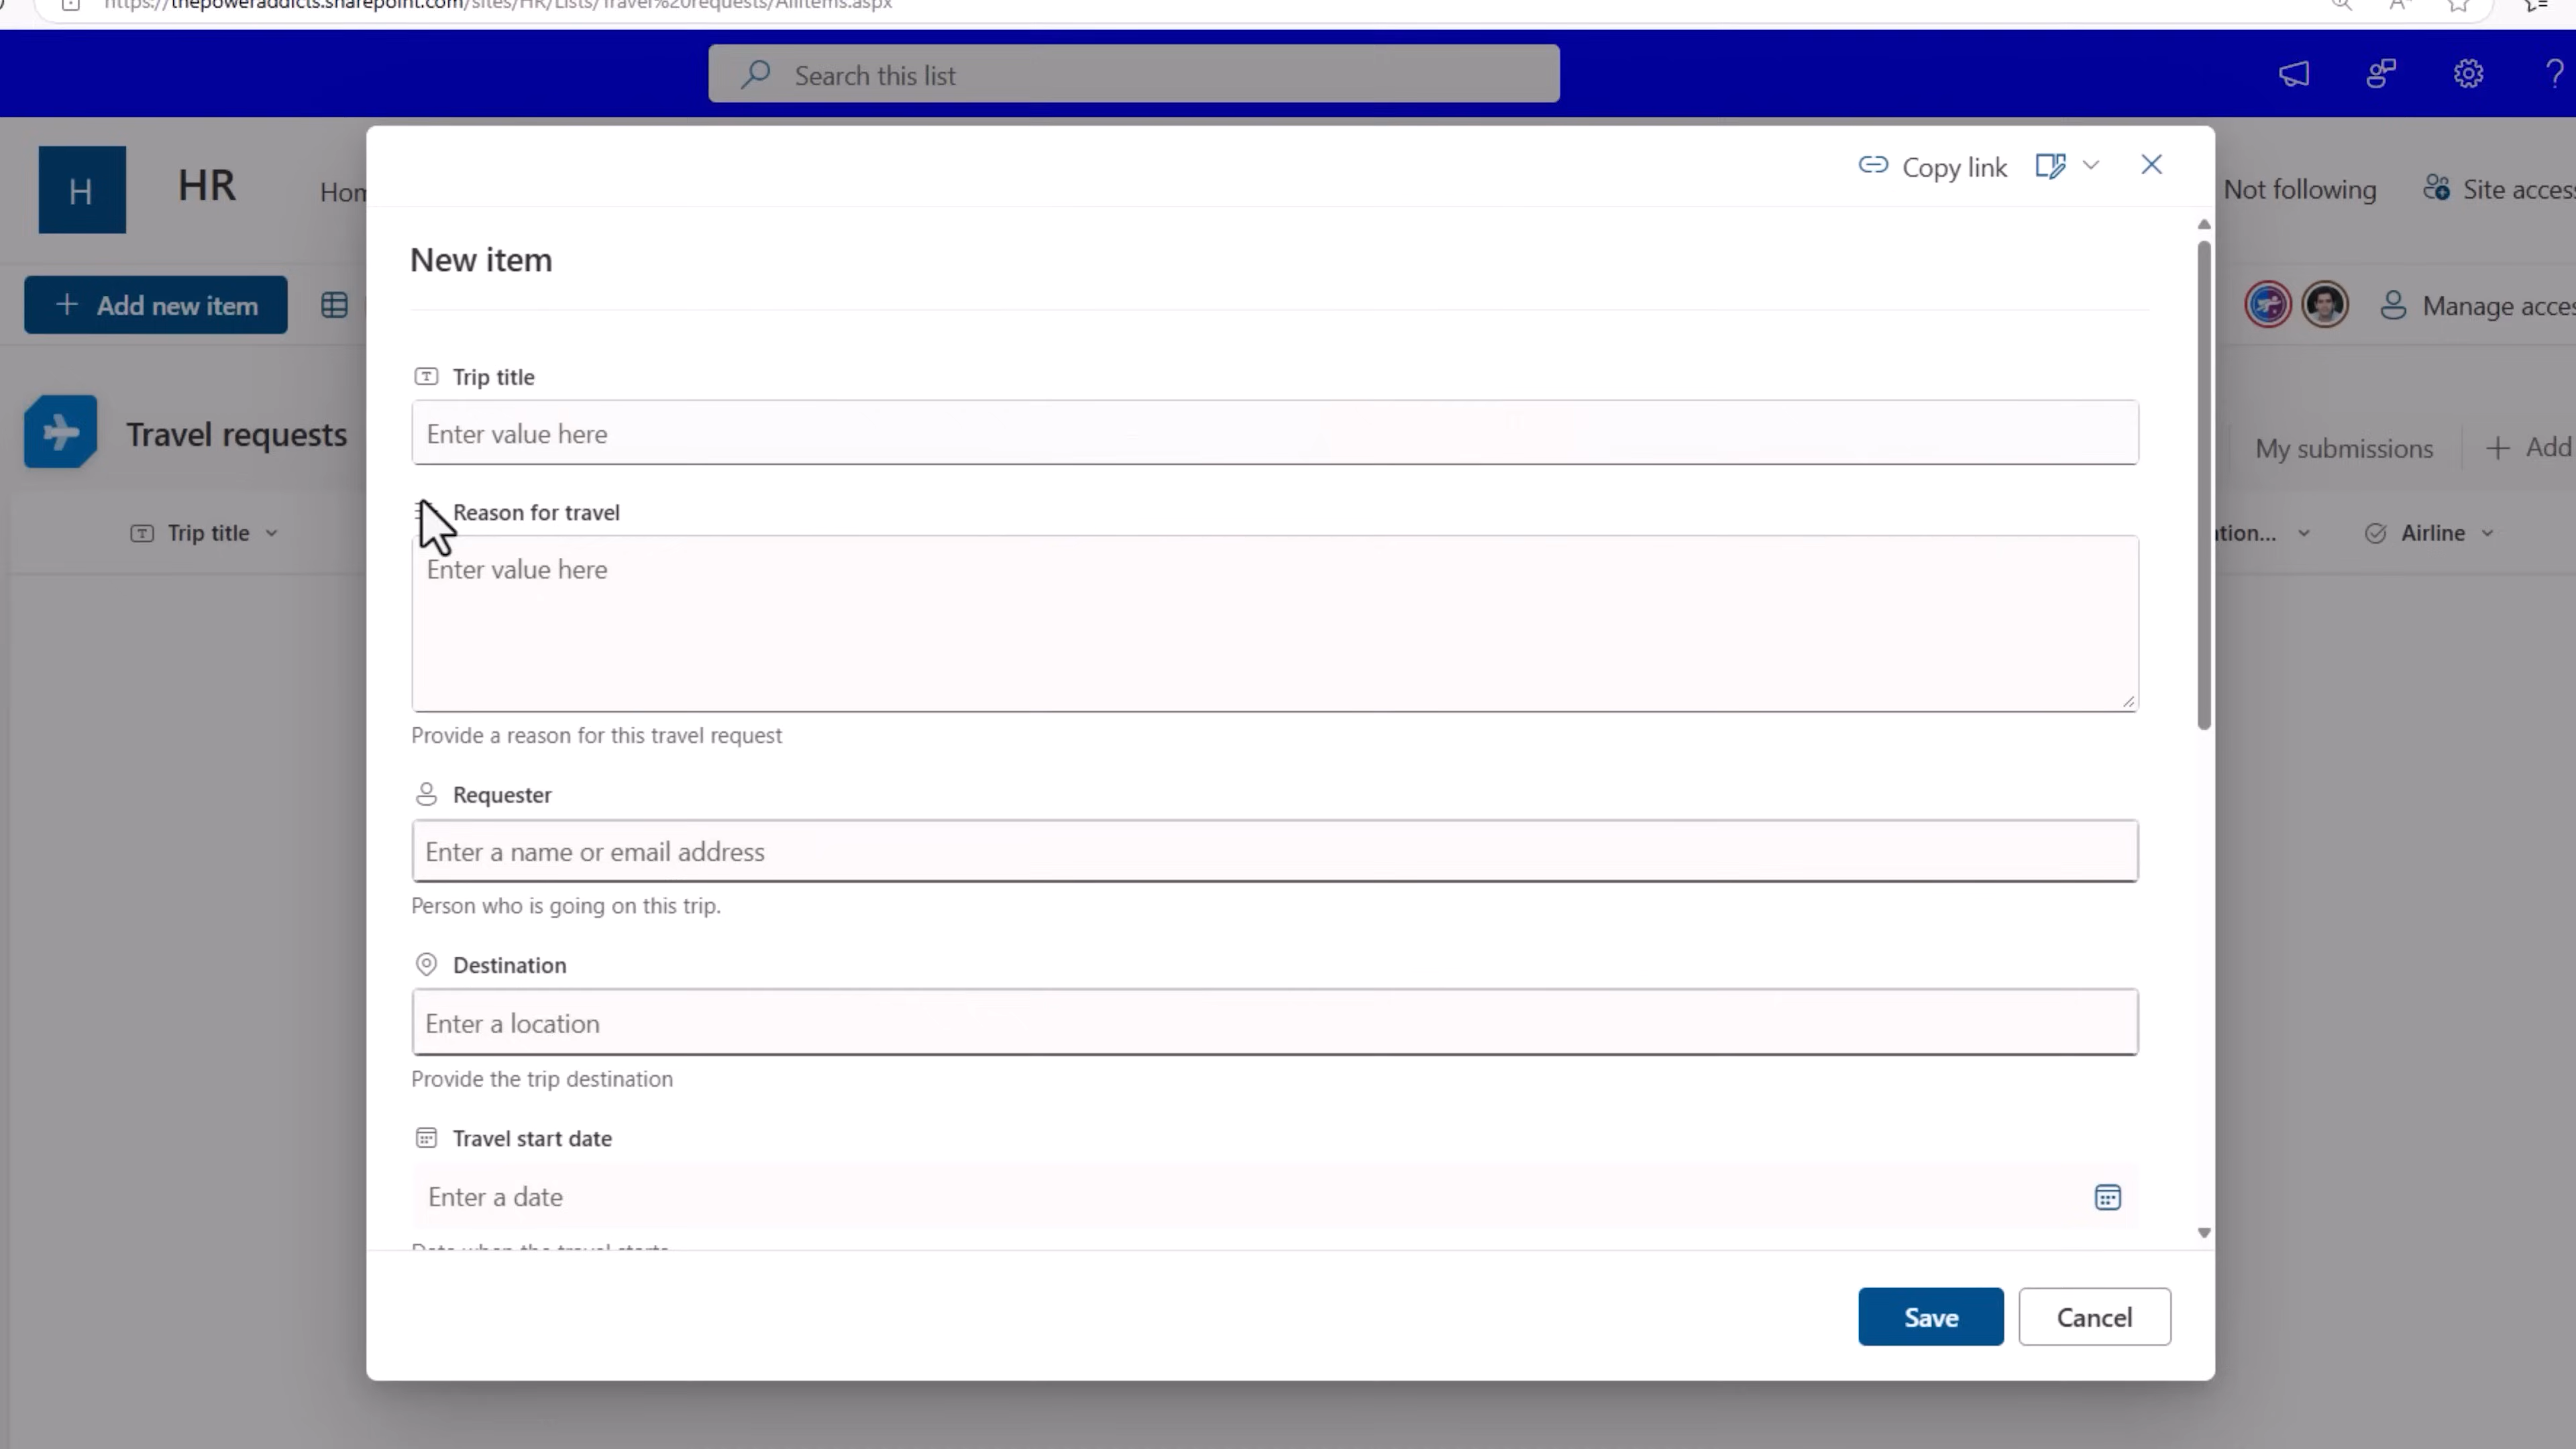 https://thepoweraddicts.sharepoint.com/sites/HR/Lists/Travel%20requests/AllItems.aspx
Search this list
H
HR
Hom
Not following
Site access
Copy link
New item
Add new item
Manage acces
Trip title
Enter value here
Travel requests
My submissions
Add
Reason for travel
Trip title
Airline
Enter value here
Provide a reason for this travel request
Requester
Enter a name or email address
Person who is going on this trip.
Destination
Enter a location
Provide the trip destination
Travel start date
Enter a date
Save
Cancel